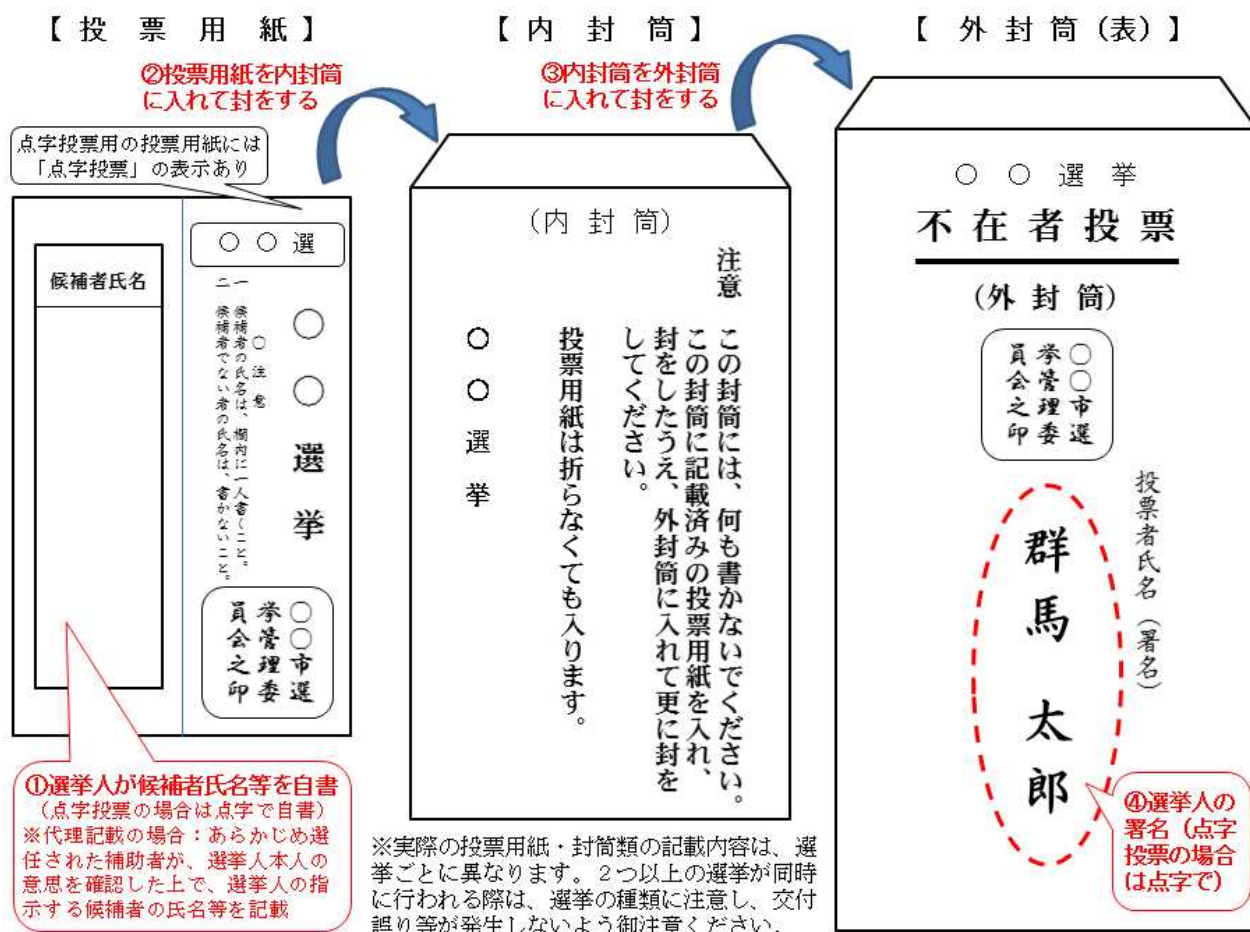 【投票用紙】
②投票用紙を内封筒
に入れて封をする
点字投票用の投票用紙には
「点字投票」の表示あり
○○選
○○選挙
○注意
一 候補者の氏名は、欄内に一人書くこと。
二 候補者でない者の氏名は、書かないこと。
○○市選
挙管理委
員会之印
候補者氏名
①選挙人が候補者氏名等を自書
(点字投票の場合は点字で自書)
※代理記載の場合:あらかじめ選
任された補助者が、選挙人本人の
意思を確認した上で、選挙人の指
示する候補者の氏名等を記載
【内封筒】
③内封筒を外封筒
に入れて封をする
(内封筒)
注意
この封筒には、何も書かないでください。
この封筒に記載済みの投票用紙を入れ、
封をしたうえ、外封筒に入れて更に封を
してください。
投票用紙は折らなくても入ります。
○○選挙
※実際の投票用紙・封筒類の記載内容は、選
挙ごとに異なります。2つ以上の選挙が同時
に行われる際は、選挙の種類に注意し、交付
誤り等が発生しないよう御注意ください。
【外封筒(表)】
○○選挙
不在者投票
(外封筒)
○○市選
挙管理委
員会之印
投票者氏名(署名)
群馬 太郎
④選挙人の
署名(点字
投票の場合
は点字で)